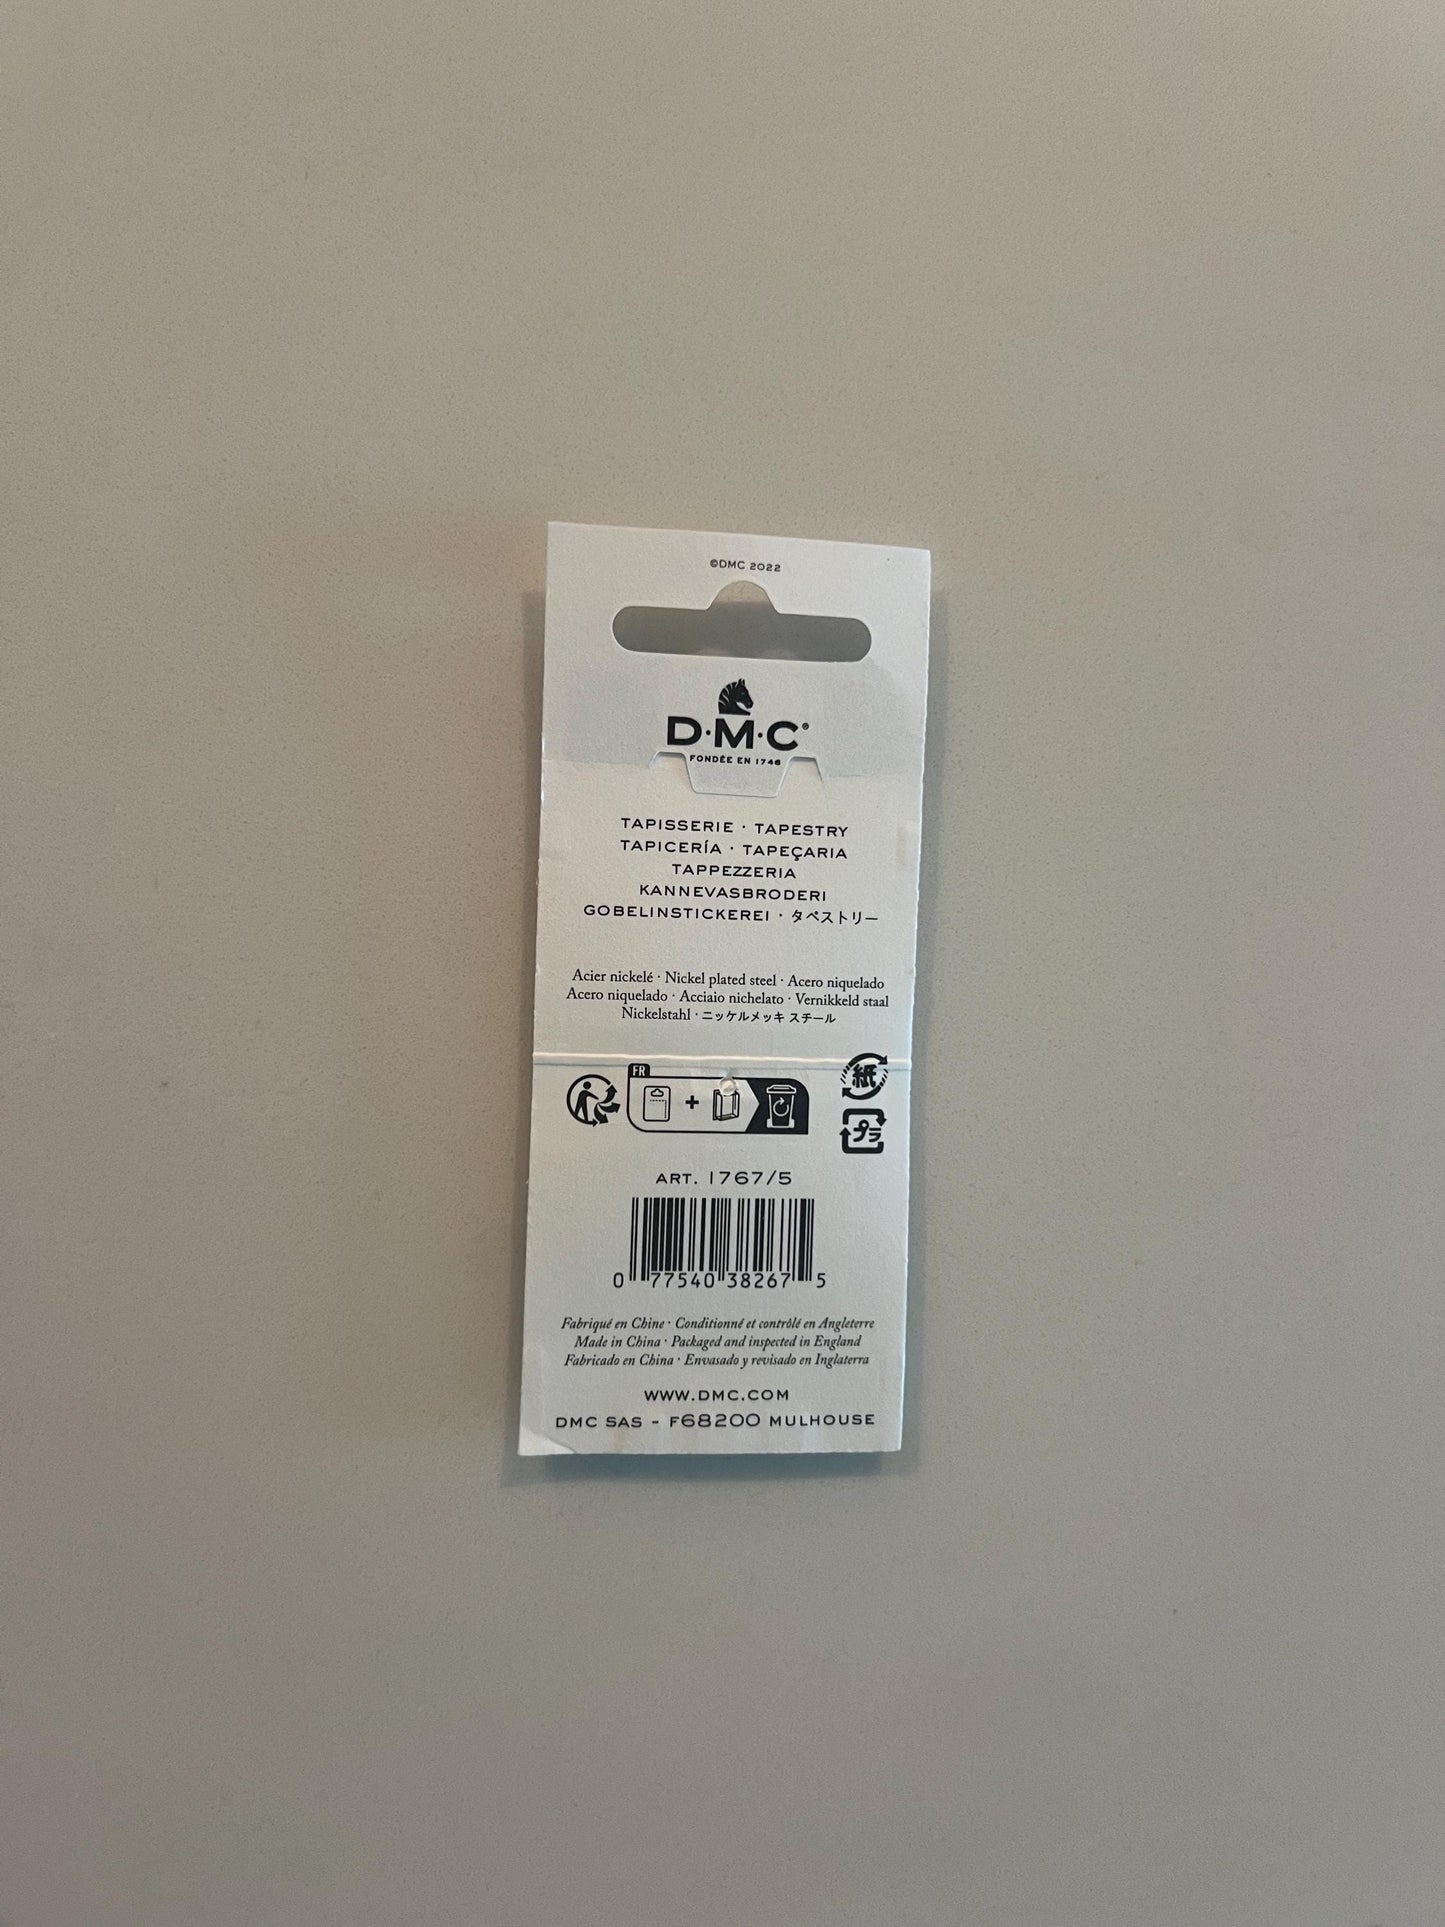 ©DMC 2022
D·M·C®
FONDÉE EN 1746
TAPISSERIE · TAPESTRY
TAPICERÍA · TAPEÇARIA
TAPPEZZERIA
KANNEVASBRODERI
GOBELINSTICKEREI · タペストリー
Acier nickelé · Nickel plated steel · Acero niquelado
Acero niquelado · Acciaio nichelato · Vernikkeld staal
Nickelstahl · ニッケルメッキ スチール
FR
+
紙
プラ
ART. 1767/5
0 77540 38267 5
Fabriqué en Chine · Conditionné et contrôlé en Angleterre
Made in China · Packaged and inspected in England
Fabricado en China · Envasado y revisado en Inglaterra
WWW.DMC.COM
DMC SAS - F68200 MULHOUSE